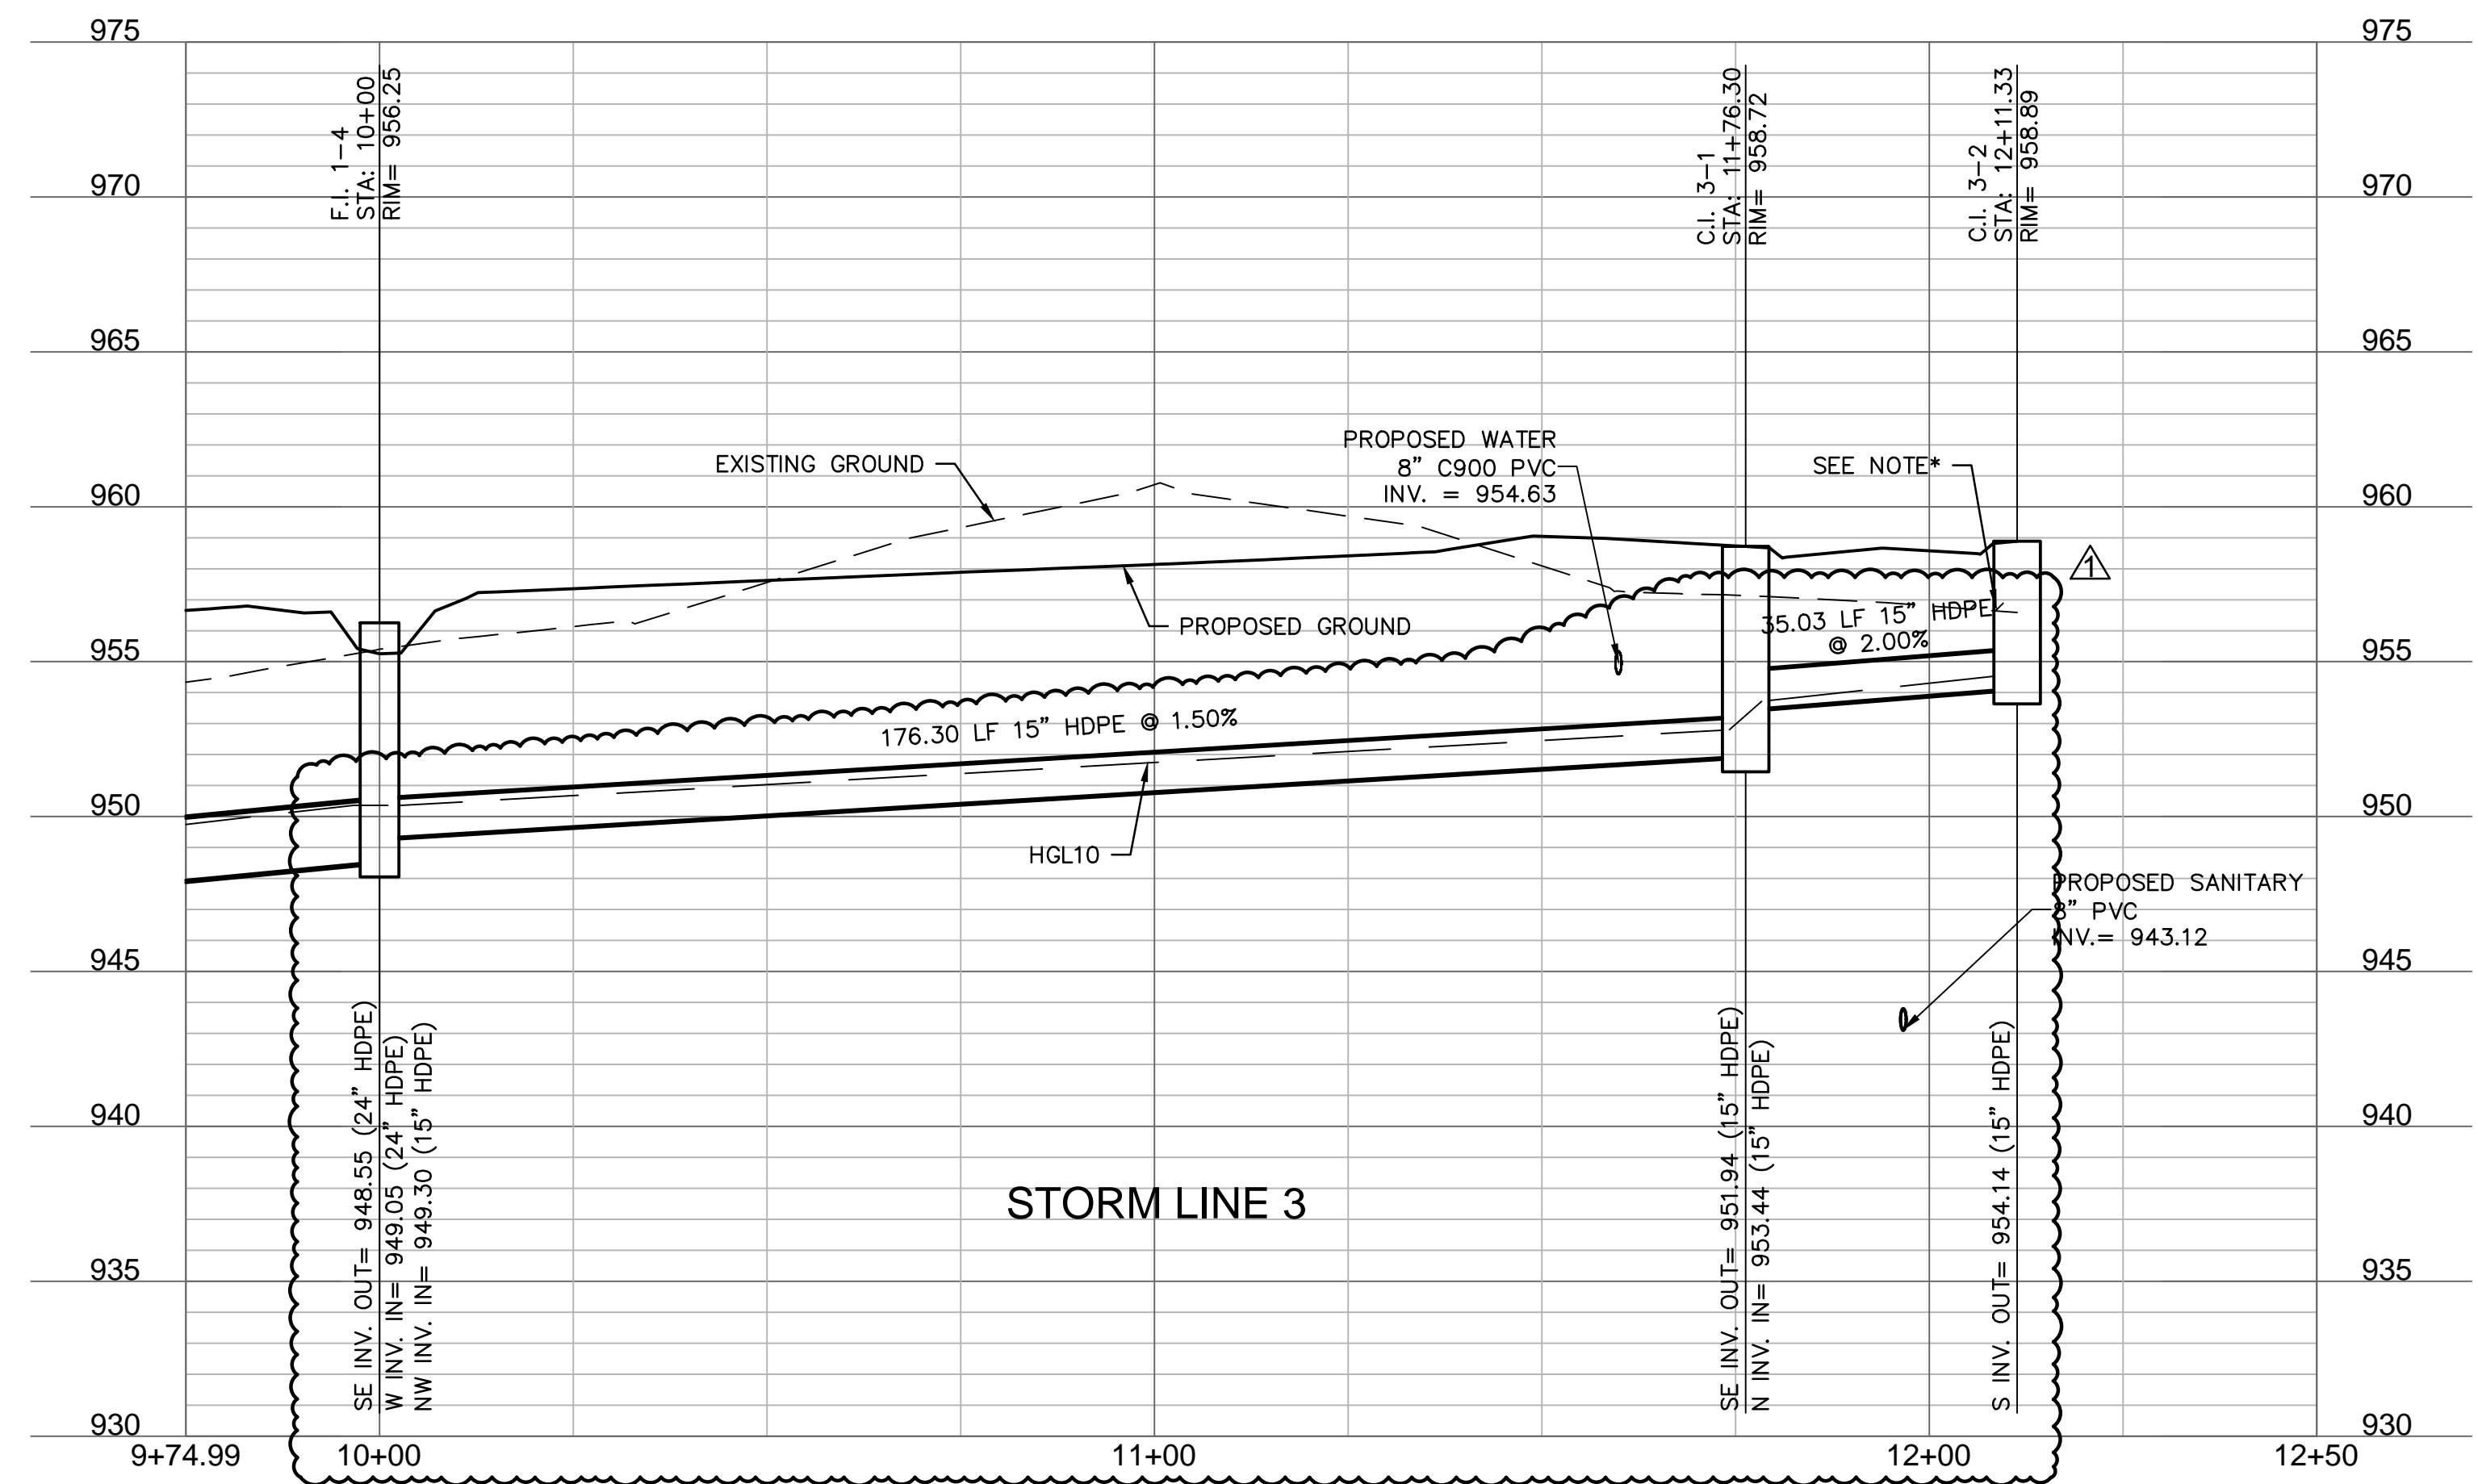 975
975
970
970
965
965
960
960
955
955
950
950
945
945
940
940
935
935
930
930
F.I. 1-4
STA: 10+00
RIM= 956.25
C.I. 3-1
STA: 11+76.30
RIM= 958.72
C.I. 3-2
STA: 12+11.33
RIM= 958.89
EXISTING GROUND
PROPOSED WATER
8" C900 PVC
INV. = 954.63
SEE NOTE*
1
PROPOSED GROUND
35.03 LF 15" HDPE
@ 2.00%
176.30 LF 15" HDPE @ 1.50%
HGL10
PROPOSED SANITARY
8" PVC
INV.= 943.12
SE INV. OUT= 948.55 (24" HDPE)
W INV. IN= 949.05 (24" HDPE)
NW INV. IN= 949.30 (15" HDPE)
SE INV. OUT= 951.94 (15" HDPE)
N INV. IN= 953.44 (15" HDPE)
S INV. OUT= 954.14 (15" HDPE)
STORM LINE 3
9+74.99
10+00
11+00
12+00
12+50